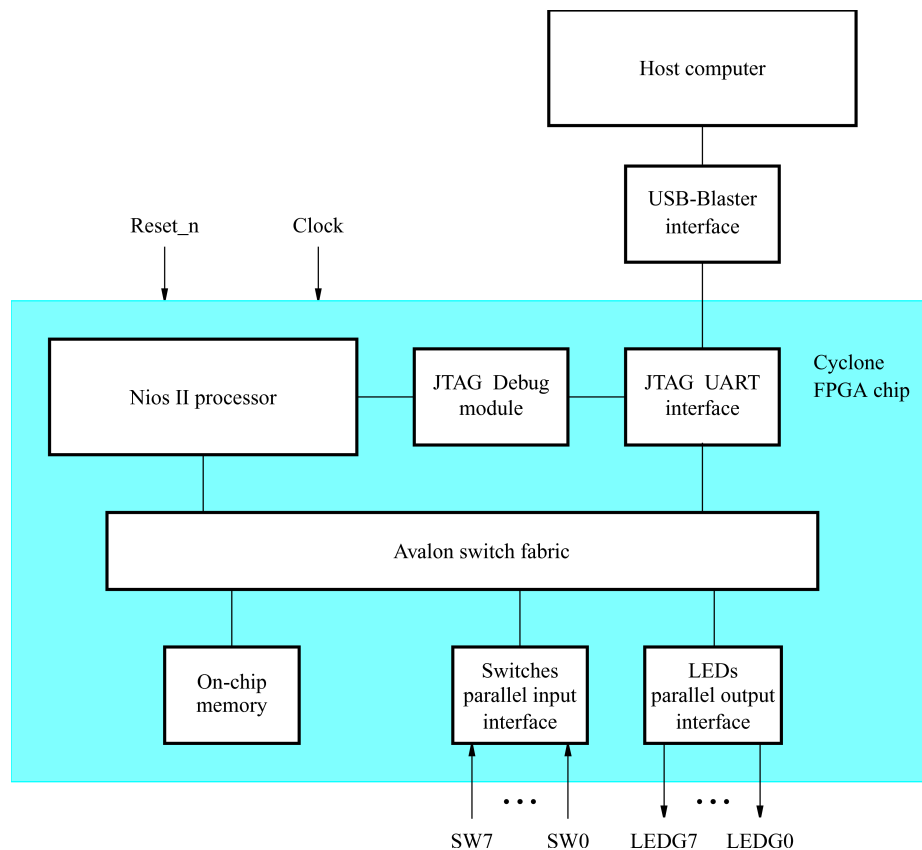 Host computer
USB-Blaster
interface
Reset_n
Clock
Cyclone
FPGA chip
Nios II processor
JTAG Debug
module
JTAG UART
interface
Avalon switch fabric
On-chip
memory
Switches
parallel input
interface
LEDs
parallel output
interface
SW7
SW0
LEDG7
LEDG0